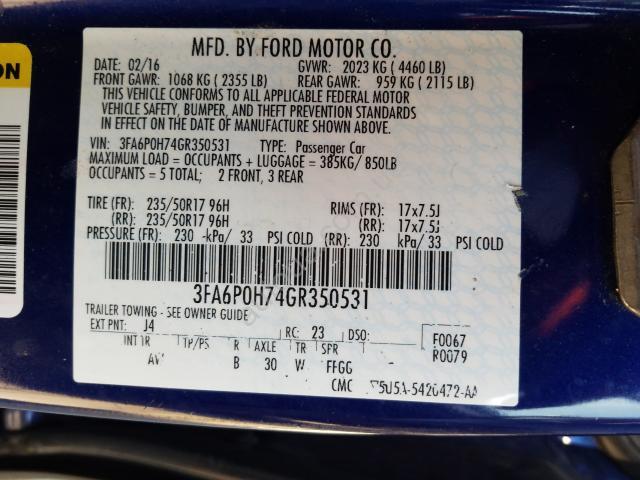 ON
MFD. BY FORD MOTOR CO.
DATE: 02/16 GVWR: 2023 KG ( 4460 LB)
FRONT GAWR: 1068 KG ( 2355 LB) REAR GAWR: 959 KG ( 2115 LB)
THIS VEHICLE CONFORMS TO ALL APPLICABLE FEDERAL MOTOR
VEHICLE SAFETY, BUMPER, AND THEFT PREVENTION STANDARDS
IN EFFECT ON THE DATE OF MANUFACTURE SHOWN ABOVE.
VIN: 3FA6P0H74GR350531 TYPE: Passenger Car
MAXIMUM LOAD = OCCUPANTS + LUGGAGE = 385KG/ 850LB
OCCUPANTS = 5 TOTAL; 2 FRONT, 3 REAR
TIRE (FR): 235/50R17 96H RIMS (FR): 17x7.5J
(RR): 235/50R17 96H (RR): 17x7.5J
PRESSURE (FR): 230 kPa/ 33 PSI COLD (RR): 230 kPa/ 33 PSI COLD
3FA6P0H74GR350531
TRAILER TOWING - SEE OWNER GUIDE
EXT PNT: J4 RC: 23 DSO: F0067
R0079
INT TR TP/PS R AXLE TR SPR
B 30 W FFGG
CMC